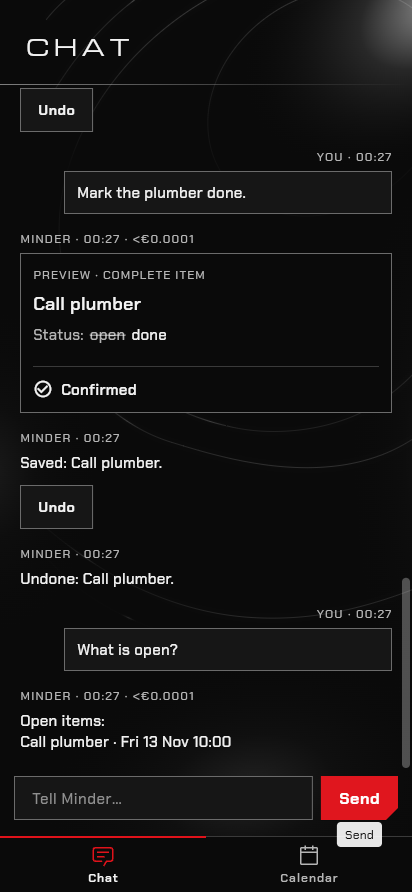 CHAT
Undo
YOU · 00:27
Mark the plumber done.
MINDER · 00:27 · <€0.0001
PREVIEW · COMPLETE ITEM
Call plumber
Status: open done
Confirmed
MINDER · 00:27
Saved: Call plumber.
Undo
MINDER · 00:27
Undone: Call plumber.
YOU · 00:27
What is open?
MINDER · 00:27 · <€0.0001
Open items:
Call plumber · Fri 13 Nov 10:00
Tell Minder…
Send
Send
Chat
Calendar